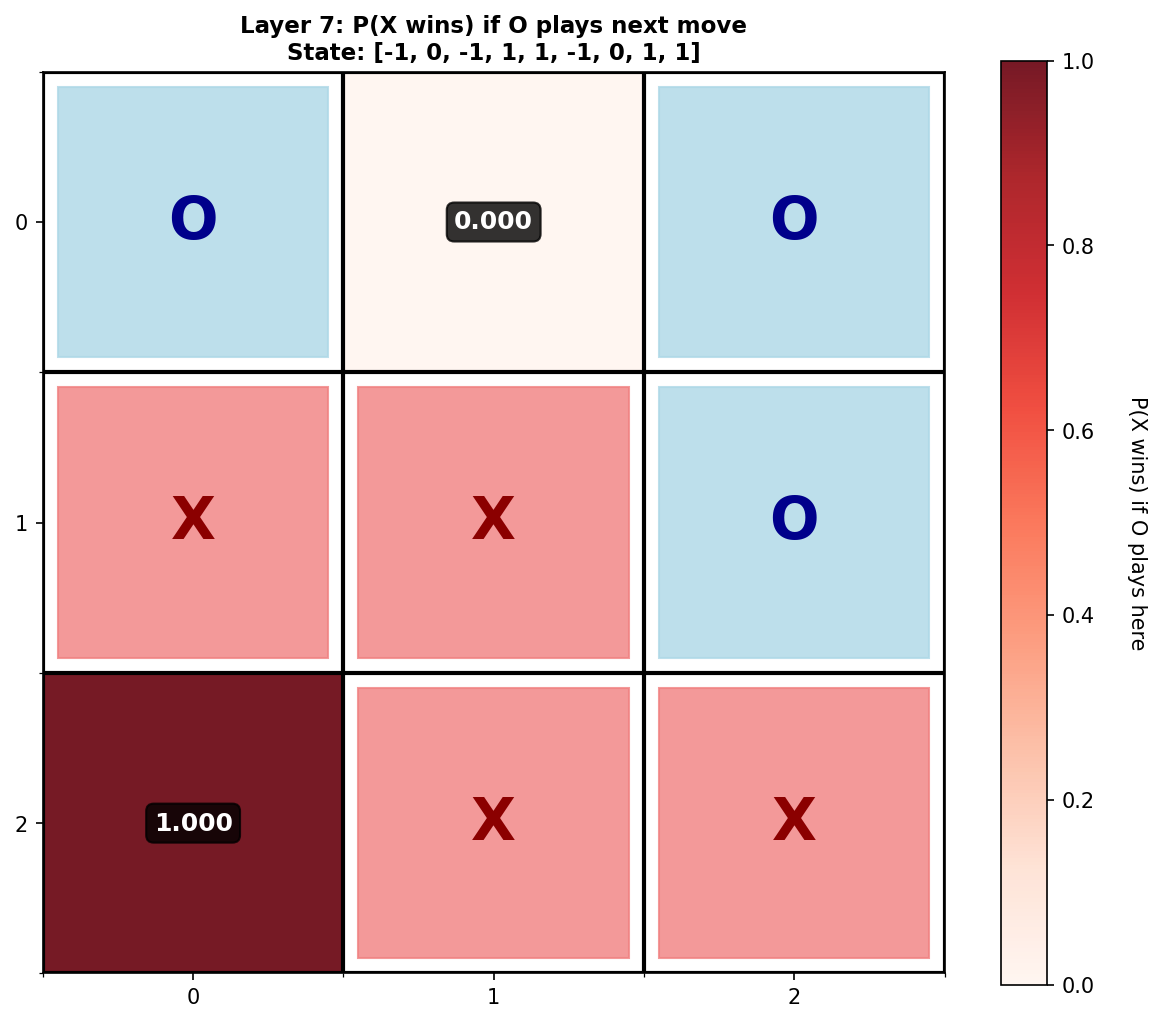 Layer 7: P(X wins) if O plays next move
State: [-1, 0, -1, 1, 1, -1, 0, 1, 1]
0
O
0.000
O
1
X
X
O
2
1.000
X
X
0
1
2
1.0
0.8
0.6
0.4
0.2
0.0
P(X wins) if O plays here